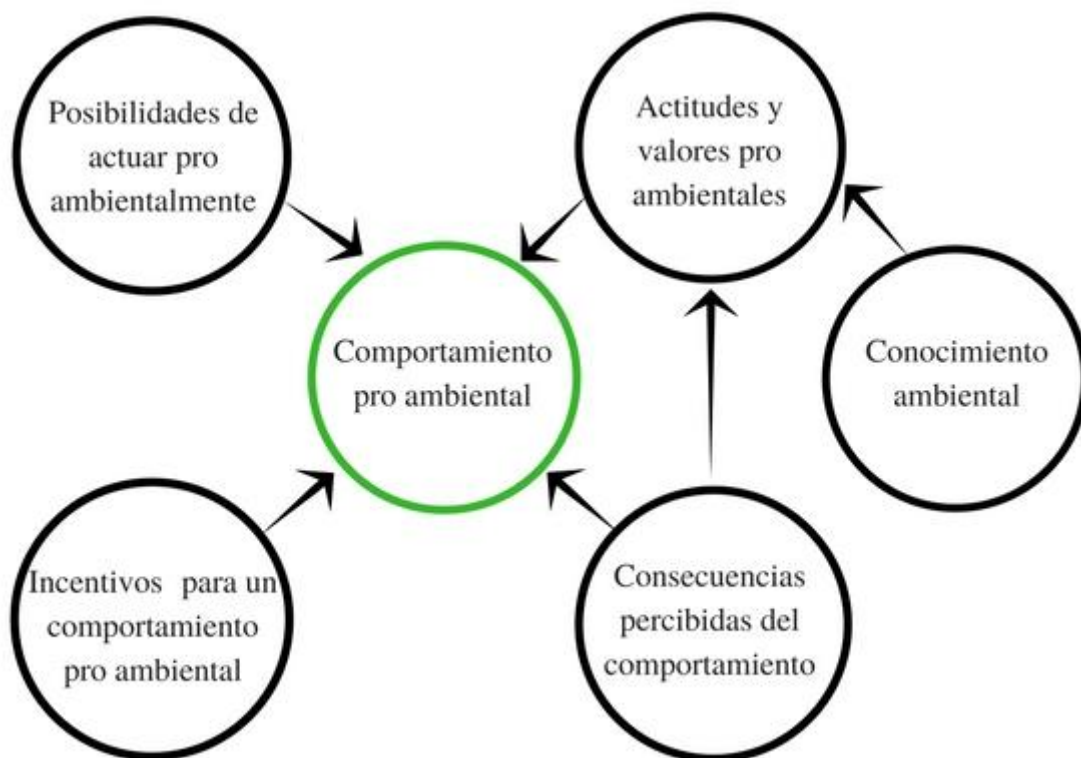 Posibilidades de
actuar pro
ambientalmente
Actitudes y
valores pro
ambientales
Comportamiento
pro ambiental
Conocimiento
ambiental
Incentivos para un
comportamiento
pro ambiental
Consecuencias
percibidas del
comportamiento